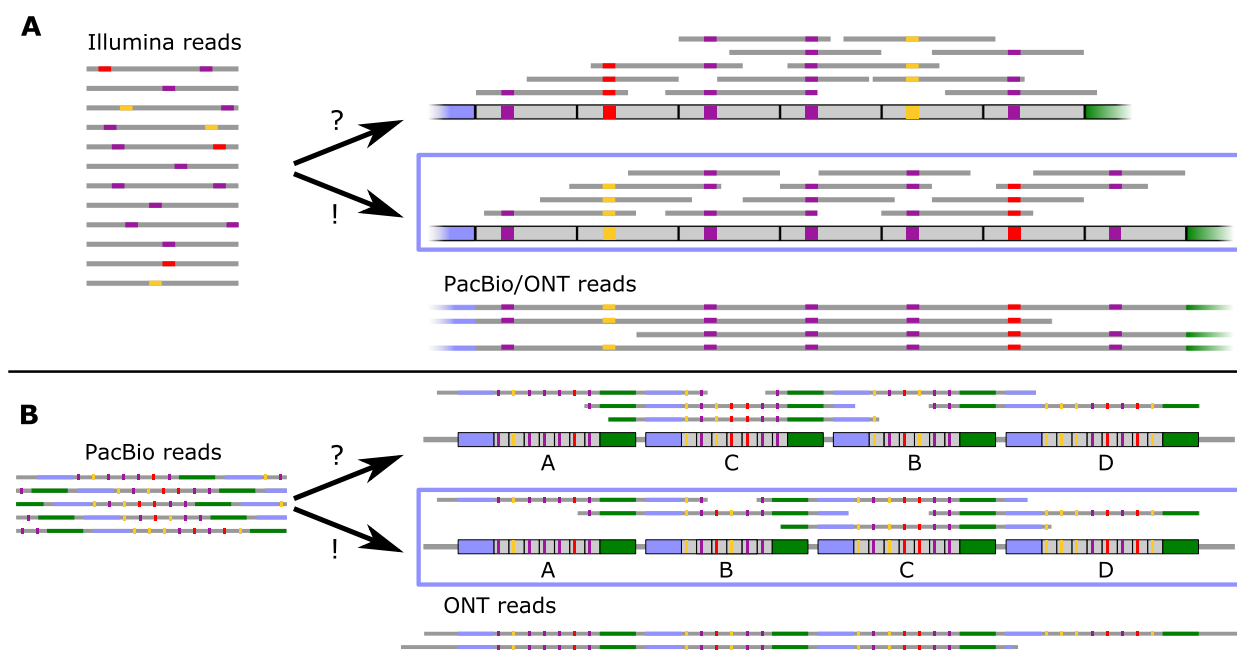 A
Illumina reads
?
!
PacBio/ONT reads
B
PacBio reads
?
A
C
B
D
!
A
B
C
D
ONT reads